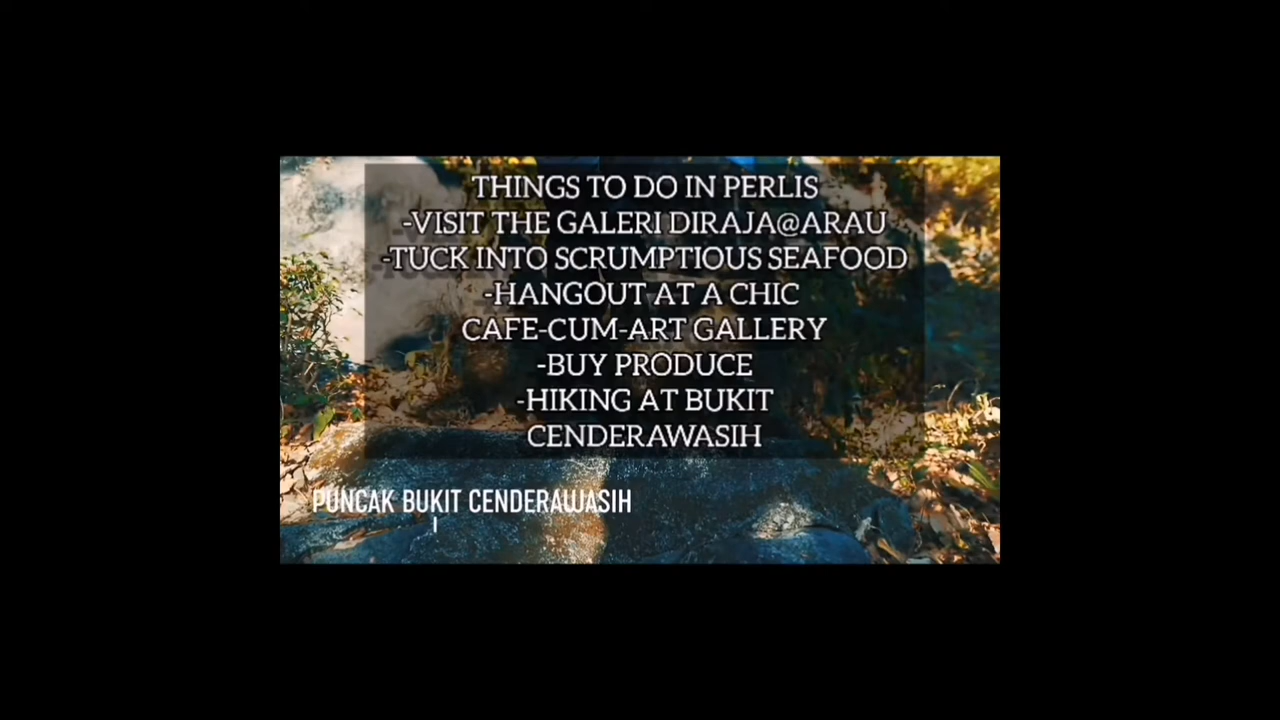 THINGS TO DO IN PERLIS
-VISIT THE GALERI DIRAJA@ARAU
-TUCK INTO SCRUMPTIOUS SEAFOOD
-HANGOUT AT A CHIC
CAFE-CUM-ART GALLERY
-BUY PRODUCE
-HIKING AT BUKIT
CENDERAWASIH
PUNCAK BUKIT CENDERAWASIH